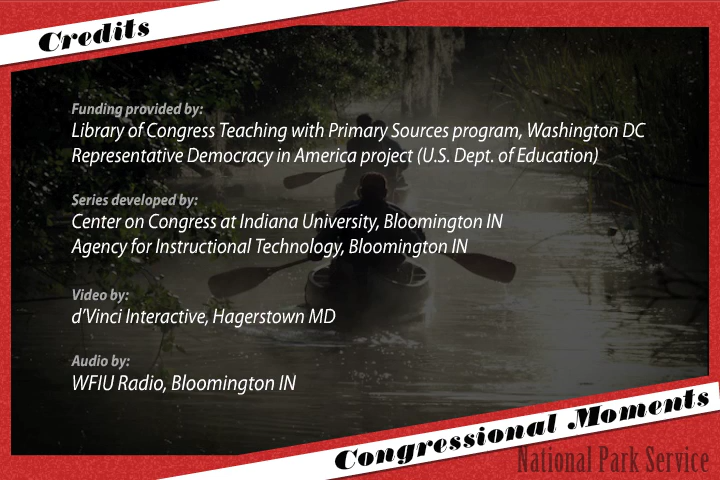 Credits
Funding provided by:
Library of Congress Teaching with Primary Sources program, Washington DC
Representative Democracy in America project (U.S. Dept. of Education)
Series developed by:
Center on Congress at Indiana University, Bloomington IN
Agency for Instructional Technology, Bloomington IN
Video by:
d'Vinci Interactive, Hagerstown MD
Audio by:
WFIU Radio, Bloomington IN
Congressional Moments
National Park Service